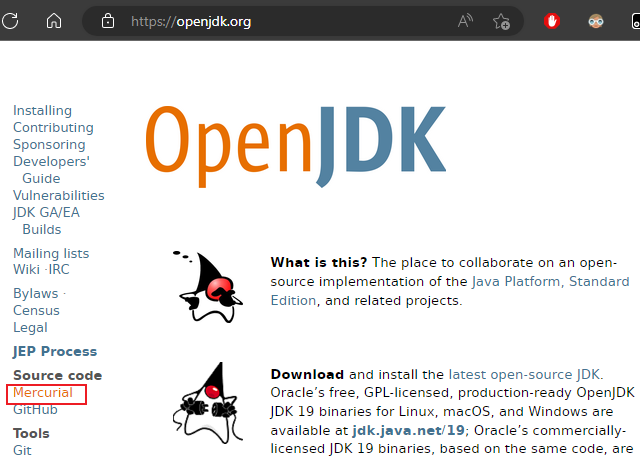 https://openjdk.org
Installing
Contributing
Sponsoring
Developers'
Guide
Vulnerabilities
JDK GA/EA
Builds
Mailing lists
Wiki ·IRC
Bylaws ·
Census
Legal
JEP Process
Source code
Mercurial
GitHub
Tools
Git
OpenJDK
What is this? The place to collaborate on an open-
source implementation of the Java Platform, Standard
Edition, and related projects.
Download and install the latest open-source JDK.
Oracle's free, GPL-licensed, production-ready OpenJDK
JDK 19 binaries for Linux, macOS, and Windows are
available at jdk.java.net/19; Oracle's commercially-
licensed JDK 19 binaries, based on the same code, are